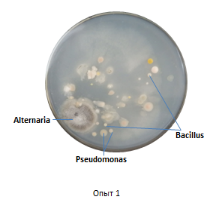 Alternaria
Bacillus
Pseudomonas
Опыт 1